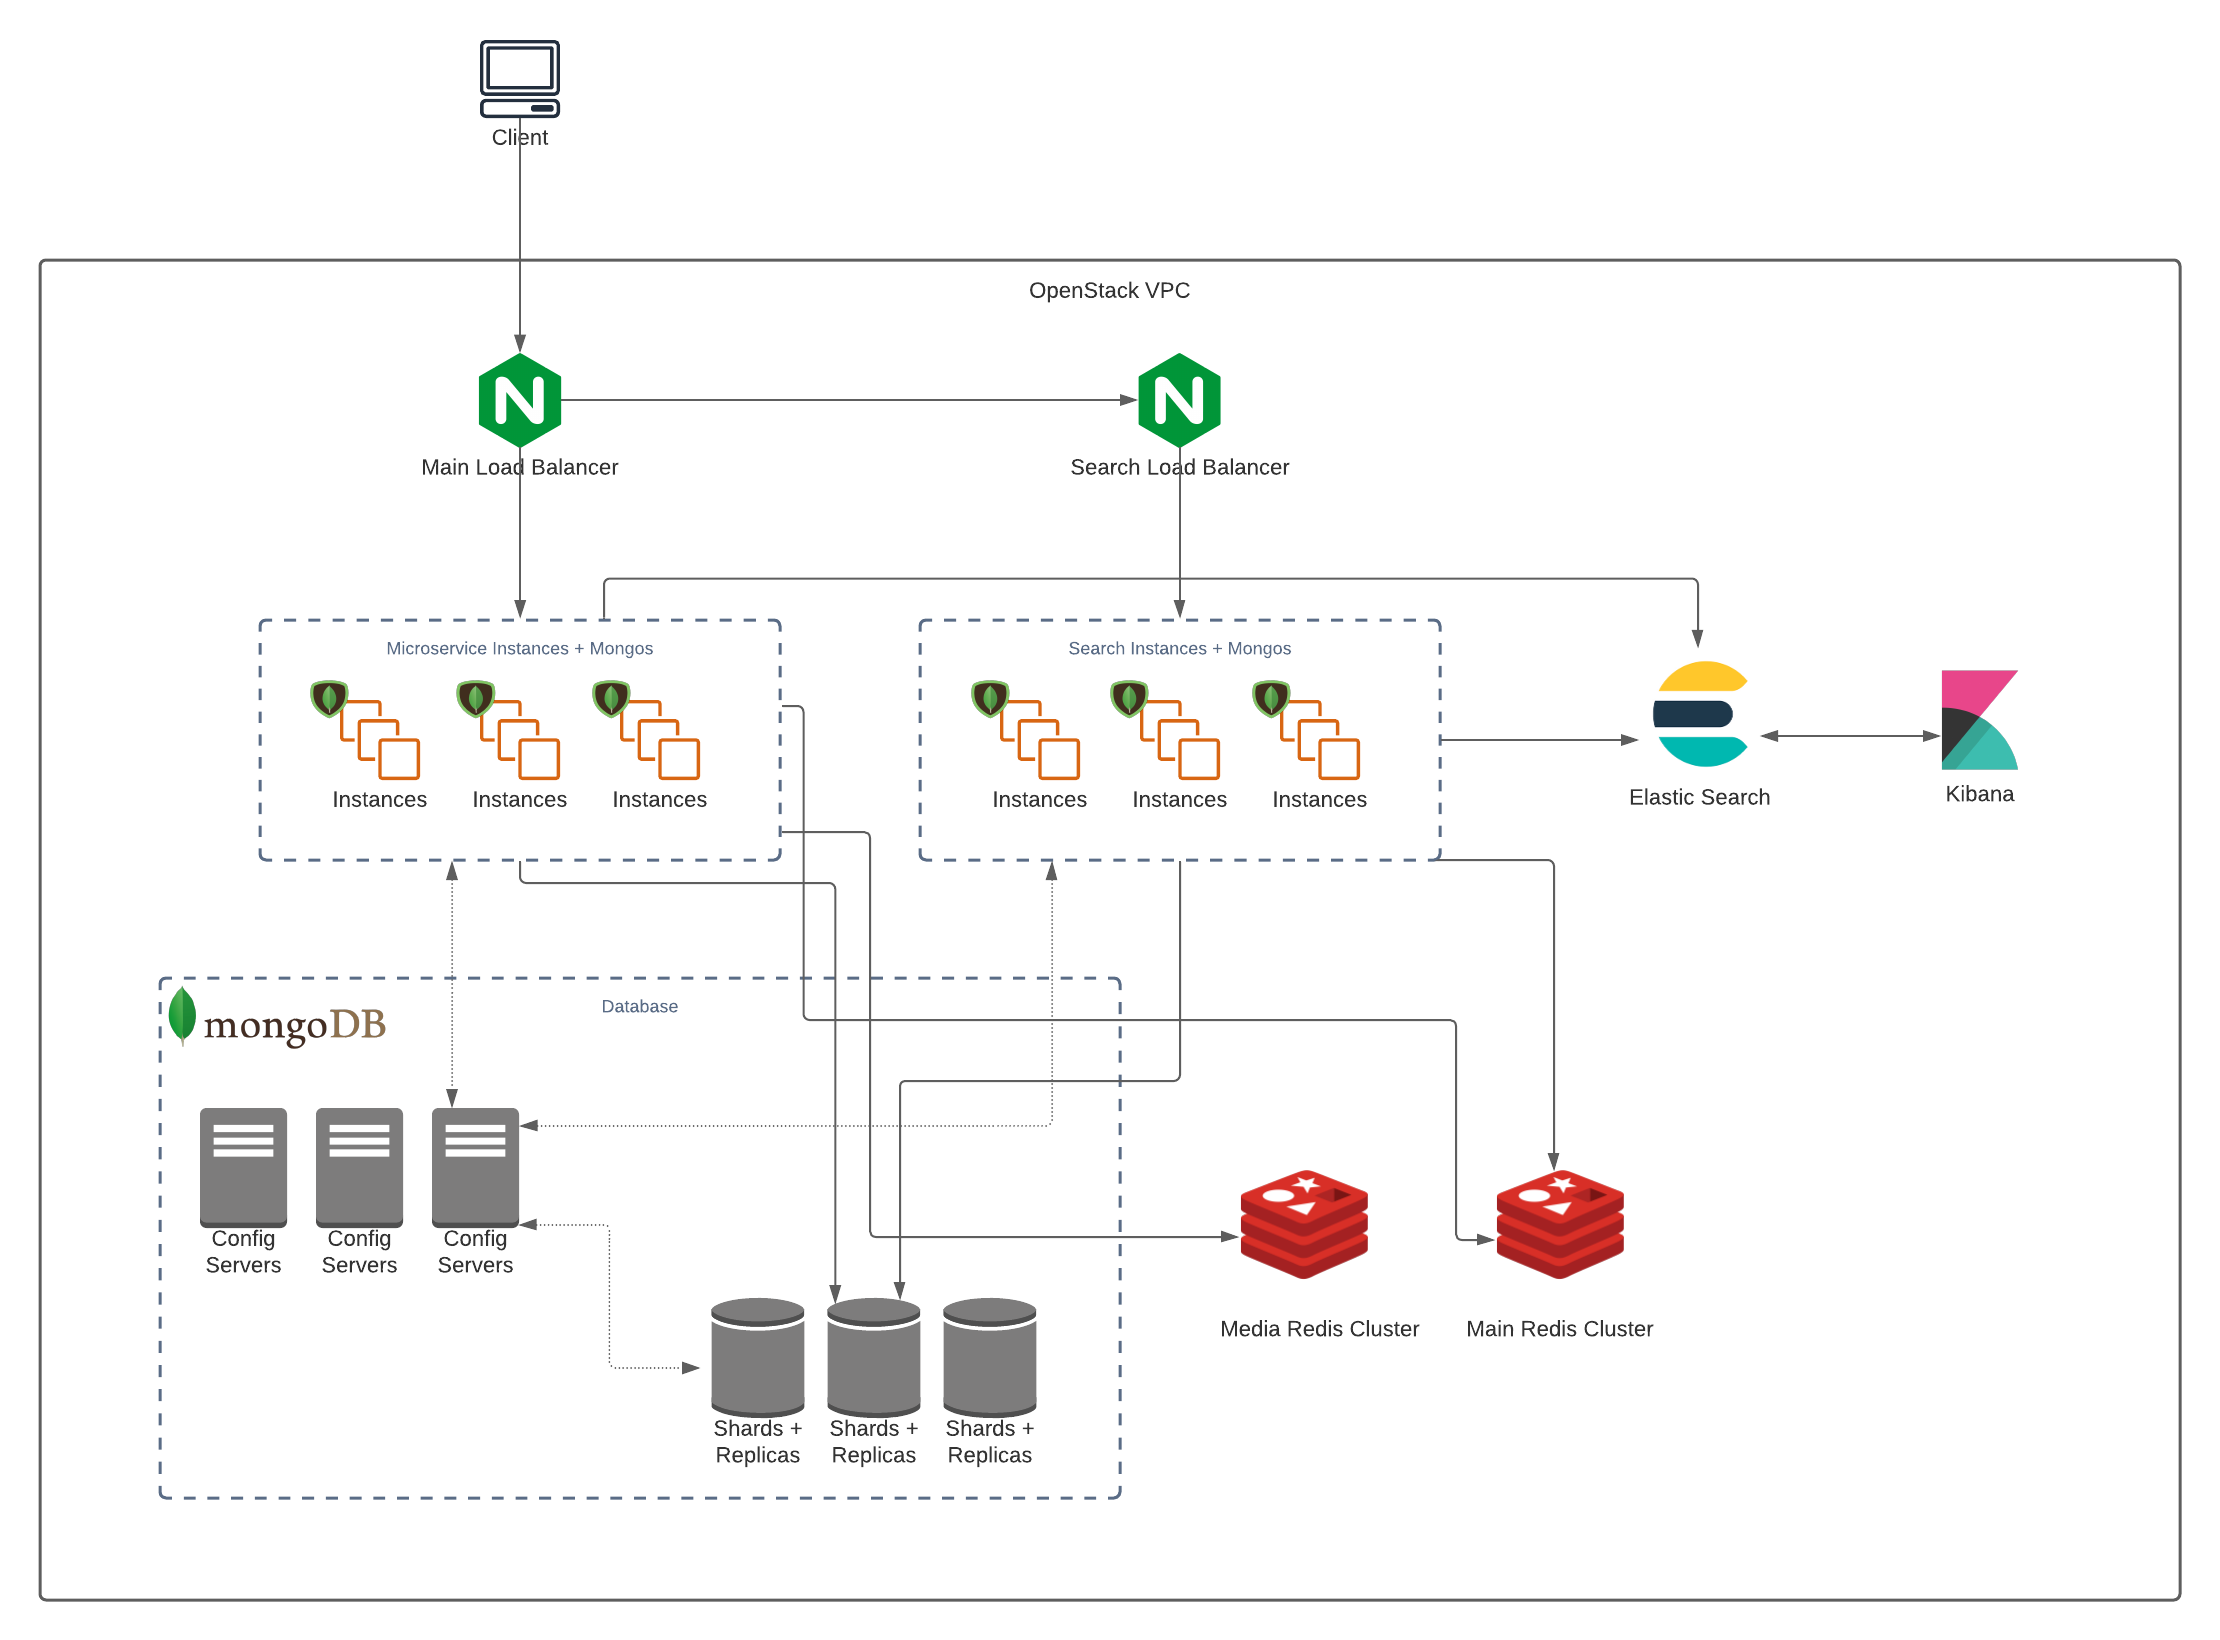 Client
OpenStack VPC
Main Load Balancer
Search Load Balancer
Microservice Instances + Mongos
Instances
Instances
Instances
Search Instances + Mongos
Instances
Instances
Instances
Elastic Search
Kibana
mongoDB
Database
Config
Servers
Config
Servers
Config
Servers
Shards +
Replicas
Shards +
Replicas
Shards +
Replicas
Media Redis Cluster
Main Redis Cluster